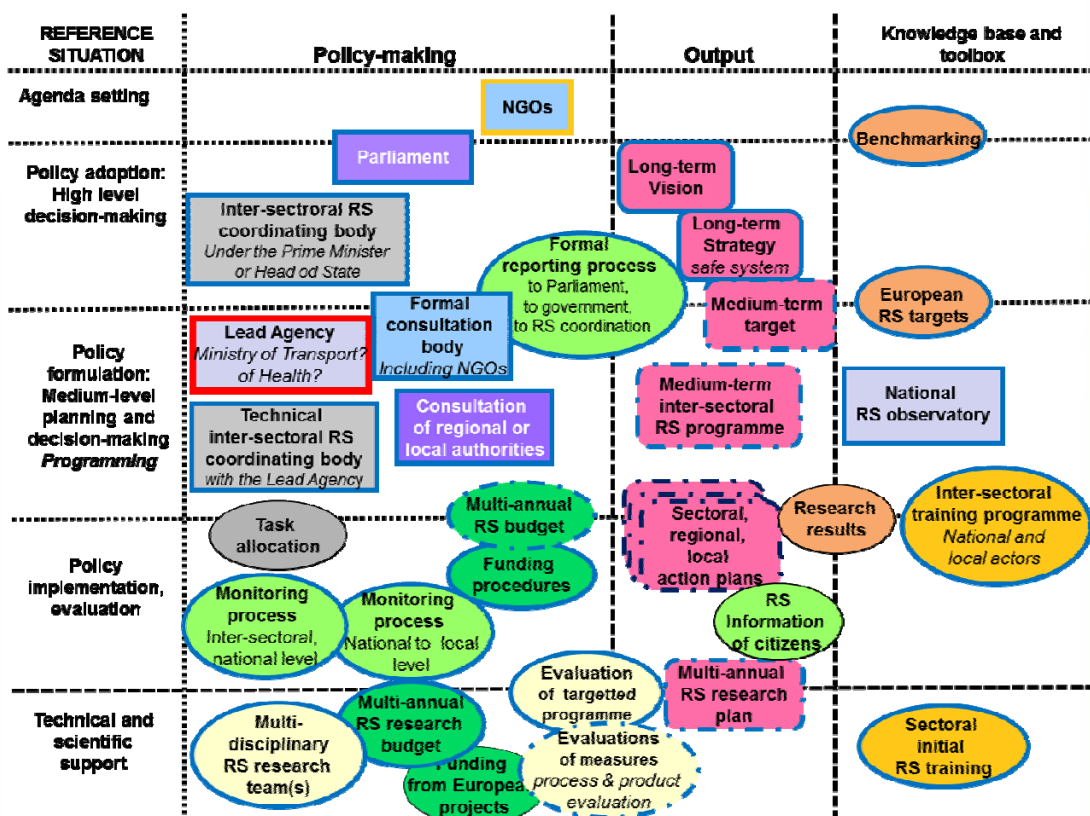 REFERENCE
SITUATION
Policy-making
Output
Knowledge base and
toolbox
Agenda setting
NGOs
Benchmarking
Parliament
Policy adoption:
High level
decision-making
Long-term
Vision
Inter-sectroral RS
coordinating body
Under the Prime Minister
or Head od State
Long-term
Strategy
safe system
Formal
reporting process
to Parliament,
to government,
to RS coordination
Medium-term
target
European
RS targets
Policy
formulation:
Medium-level
planning and
decision-making
Programming
Lead Agency
Ministry of Transport?
of Health?
Formal
consultation
body
Including NGOs
Medium-term
inter-sectoral
RS programme
National
RS observatory
Technical
inter-sectoral RS
coordinating body
with the Lead Agency
Consultation
of regional or
local authorities
Task
allocation
Multi-annual
RS budget
Sectoral,
regional,
local
action plans
Research
results
Inter-sectoral
training programme
National and
local actors
Policy
implementation,
evaluation
Funding
procedures
Monitoring
process
Inter-sectoral,
national level
Monitoring
process
National to local
level
RS
Information
of citizens
Technical and
scientific
support
Multi-
disciplinary
RS research
team(s)
Multi-annual
RS research
budget
Evaluation
of targetted
programme
Multi-annual
RS research
plan
Funding
from European
projects
Evaluations
of measures
process & product
evaluation
Sectoral
initial
RS training